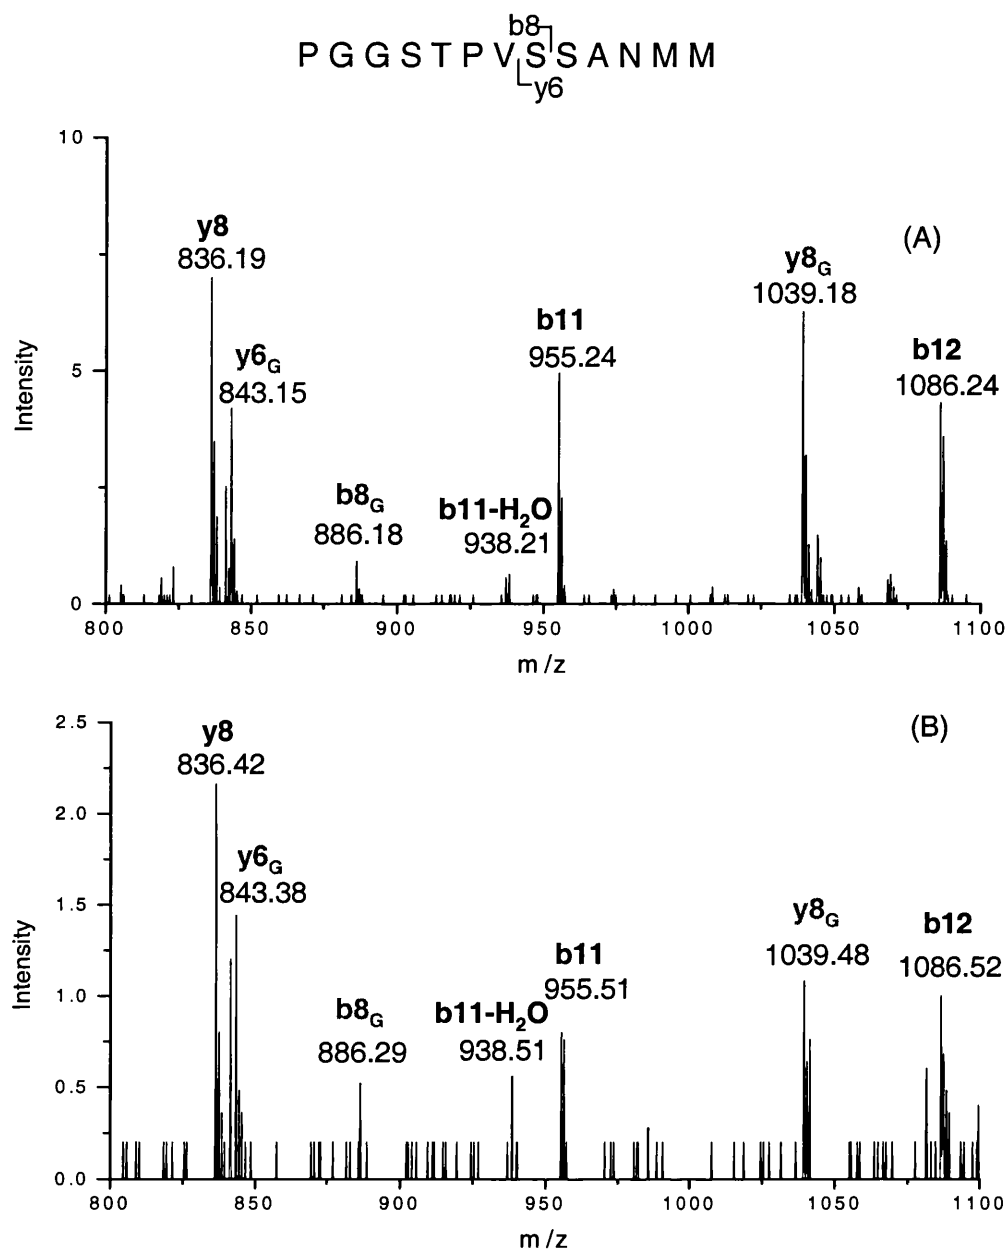 b8
P G G S T P V S S A N M M
y6
10
(A)
y8
836.19
y8G
1039.18
b11
955.24
b12
1086.24
y6G
843.15
5
Intensity
b8G
886.18
b11-H2O
938.21
0
800 850 900 950 1000 1050 1100
m/z
2.5
(B)
y8
836.42
2.0
y6G
843.38
1.5
y8G
1039.48
b12
1086.52
b11
955.51
Intensity
1.0
b8G
886.29
b11-H2O
938.51
0.5
0.0
800 850 900 950 1000 1050 1100
m/z